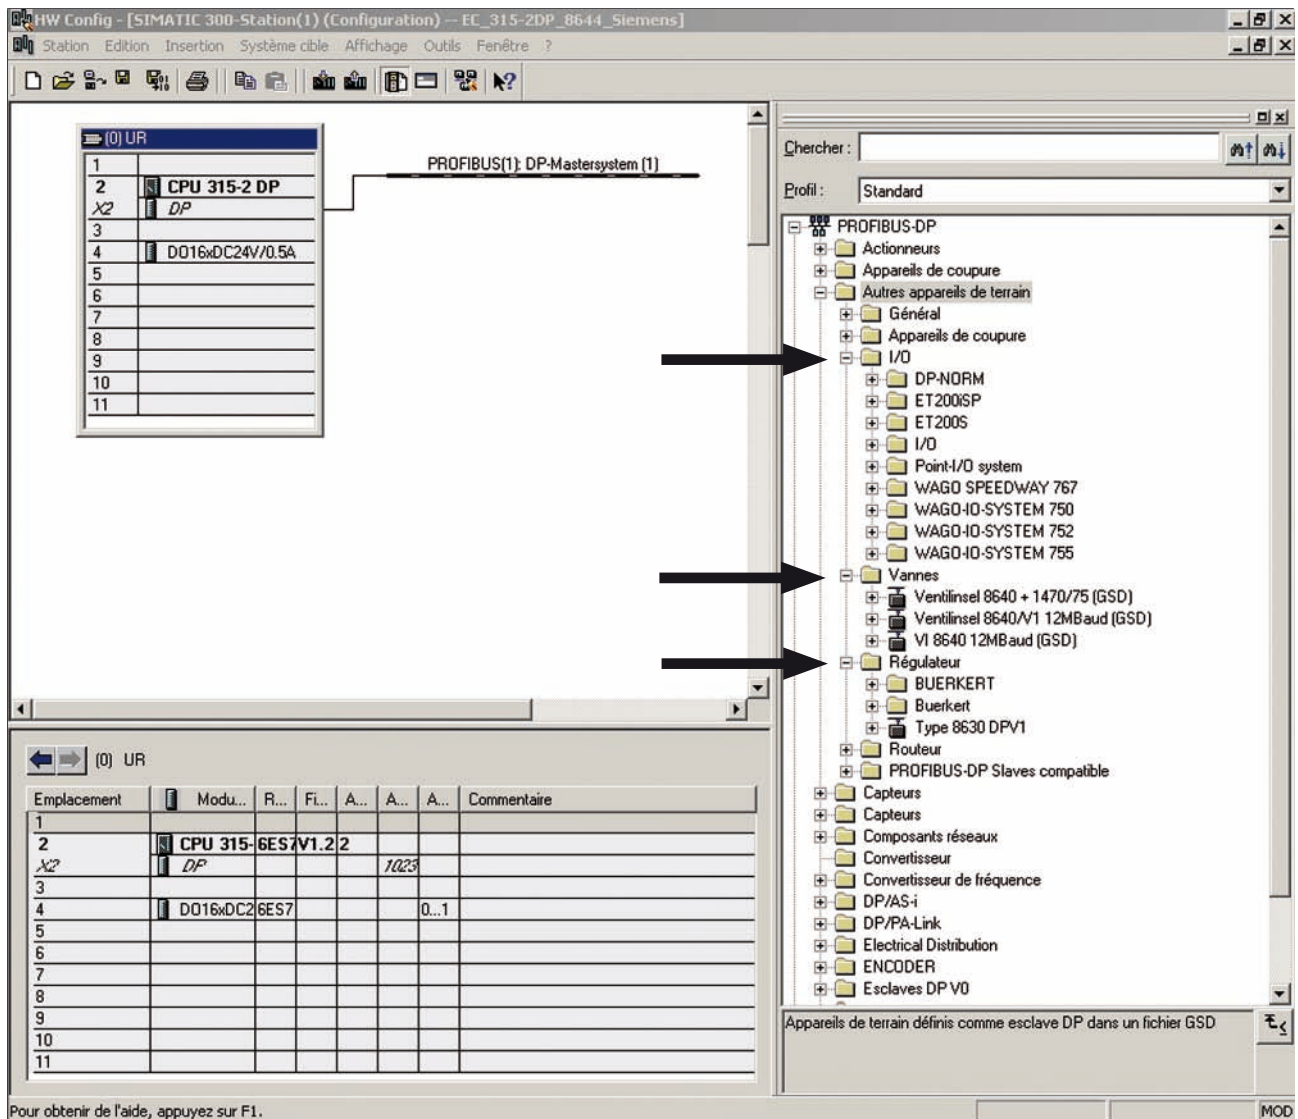 HW Config - [SIMATIC 300-Station(1) (Configuration) -- EC_315-2DP_8644_Siemens]
Station Edition Insertion Système cible Affichage Outils Fenêtre ?
(0) UR
1
2 CPU 315-2 DP
X2 DP
3
4 DO16xDC24V/0.5A
5
6
7
8
9
10
11
PROFIBUS(1): DP-Mastersystem (1)
Chercher :
Profil : Standard
PROFIBUS-DP
Actionneurs
Appareils de coupure
Autres appareils de terrain
Général
Appareils de coupure
I/O
DP-NORM
ET200iSP
ET200S
I/O
Point-I/O system
WAGO SPEEDWAY 767
WAGO-IO-SYSTEM 750
WAGO-IO-SYSTEM 752
WAGO-IO-SYSTEM 755
Vannes
Ventilinsel 8640 + 1470/75 (GSD)
Ventilinsel 8640/V1 12MBaud (GSD)
VI 8640 12MBaud (GSD)
Régulateur
BUERKERT
Buerkert
Type 8630 DPV1
Routeur
PROFIBUS-DP Slaves compatible
Capteurs
Capteurs
Composants réseaux
Convertisseur
Convertisseur de fréquence
DP/AS-i
DP/PA-Link
Electrical Distribution
ENCODER
Esclaves DP V0
Appareils de terrain définis comme esclave DP dans un fichier GSD
(0) UR
Emplacement Modu... R... Fi... A... A... A... Commentaire
1
2 CPU 315- 6ES7 V1.2 2
X2 DP 1023
3
4 DO16xDC2 6ES7 0...1
5
6
7
8
9
10
11
Pour obtenir de l'aide, appuyez sur F1.
MOD